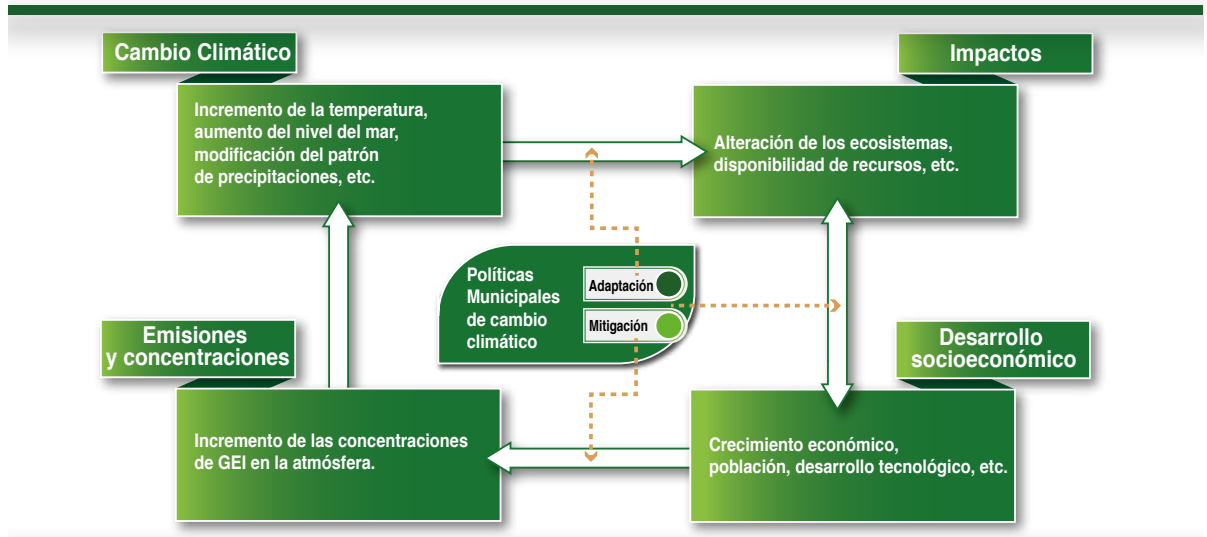 Cambio Climático
Incremento de la temperatura,
aumento del nivel del mar,
modificación del patrón
de precipitaciones, etc.
Impactos
Alteración de los ecosistemas,
disponibilidad de recursos, etc.
Políticas
Municipales
de cambio
climático
Adaptación
Mitigación
Emisiones
y concentraciones
Incremento de las concentraciones
de GEI en la atmósfera.
Desarrollo
socioeconómico
Crecimiento económico,
población, desarrollo tecnológico, etc.